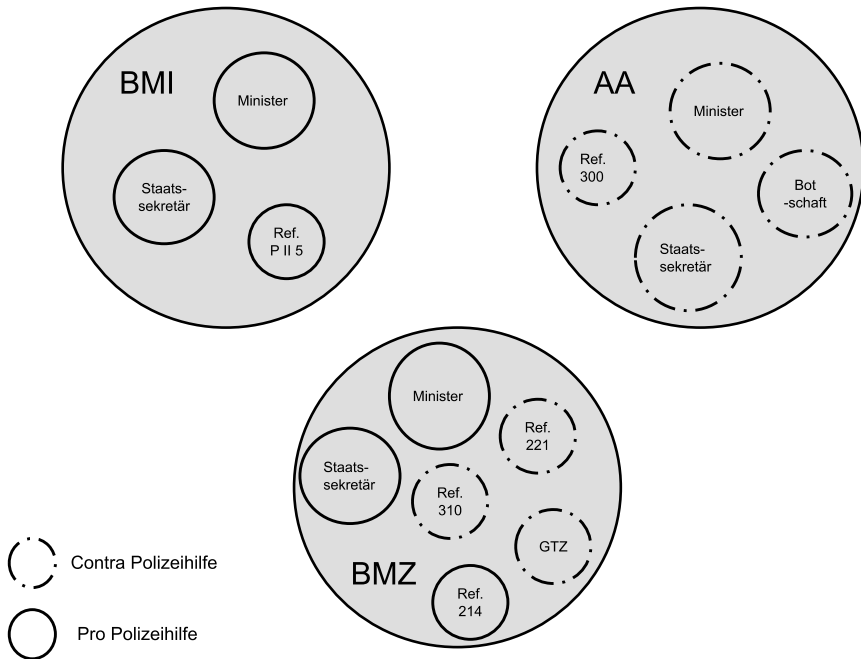 BMI
Minister
Staats-
sekretär
Ref.
P II 5
AA
Minister
Ref.
300
Bot
-schaft
Staats-
sekretär
Minister
Ref.
221
Staats-
sekretär
Ref.
310
GTZ
BMZ
Ref.
214
Contra Polizeihilfe
Pro Polizeihilfe